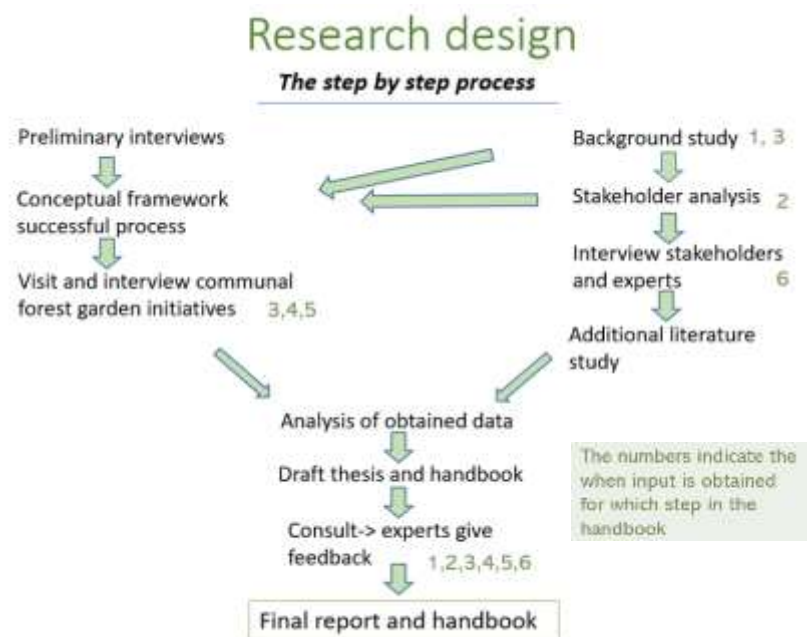 Research design
The step by step process
Preliminary interviews
Conceptual framework
successful process
Visit and interview communal
forest garden initiatives 3,4,5
Background study 1, 3
Stakeholder analysis 2
Interview stakeholders
and experts 6
Additional literature
study
Analysis of obtained data
Draft thesis and handbook
Consult-> experts give
feedback 1,2,3,4,5,6
Final report and handbook
The numbers indicate the
when input is obtained
for which step in the
handbook